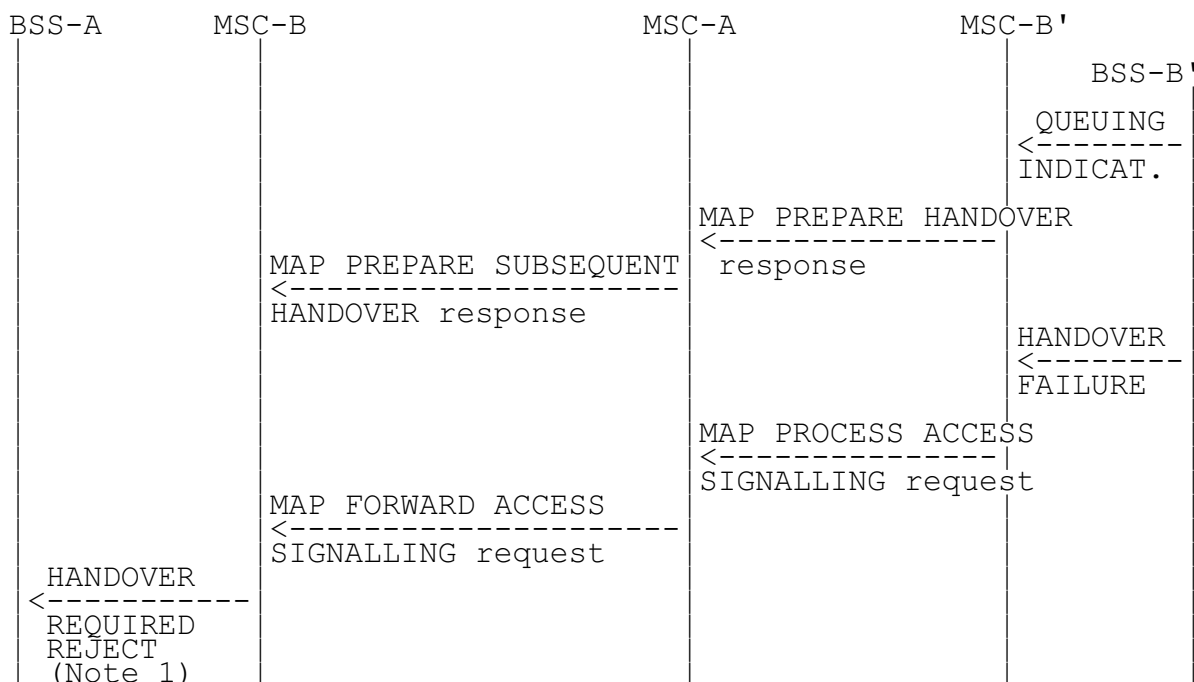 BSS-A MSC-B MSC-A MSC-B'
BSS-B'
QUEUING
INDICAT.
MAP PREPARE HANDOVER
response
MAP PREPARE SUBSEQUENT
HANDOVER response
HANDOVER
FAILURE
MAP PROCESS ACCESS
SIGNALLING request
MAP FORWARD ACCESS
SIGNALLING request
HANDOVER
REQUIRED
REJECT
(Note 1)